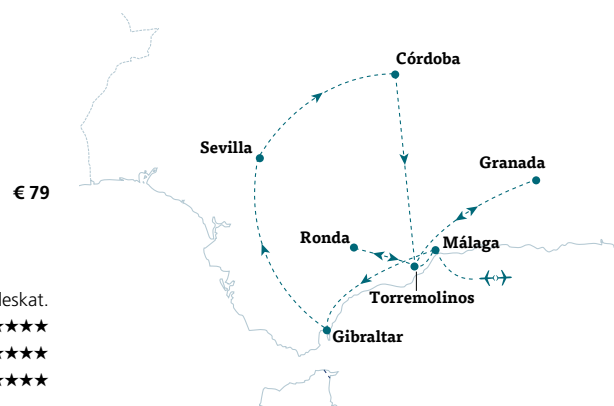 Córdoba
Sevilla
Granada
€ 79
Ronda
Málaga
Torremolinos
leskat.
★★★★
Gibraltar
★★★★
★★★★